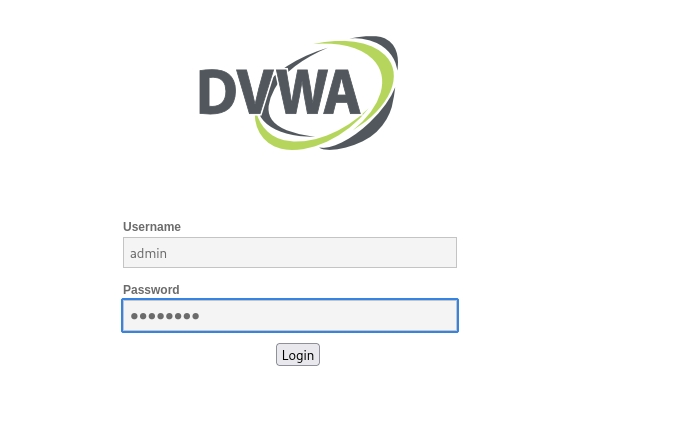 DVWA
Username
admin
Password
••••••••
Login